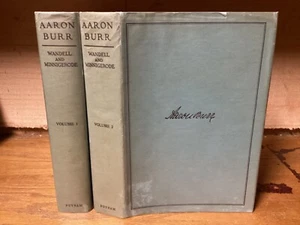 AARON
BURR
WANDELL
AND
MINNIGERODE
VOLUME 1
PUTNAM
AARON
BURR
WANDELL
AND
MINNIGERODE
VOLUME 2
PUTNAM